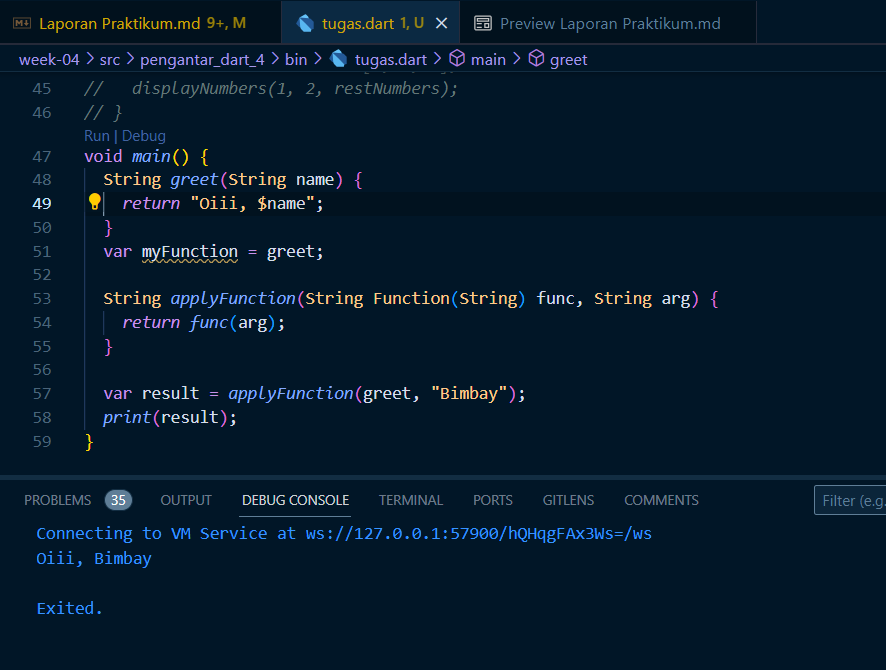 Laporan Praktikum.md 9+, M
tugas.dart 1, U
Preview Laporan Praktikum.md
week-04 > src > pengantar_dart_4 > bin > tugas.dart > main > greet
45 //   displayNumbers(1, 2, restNumbers);
46 // }
Run | Debug
47 void main() {
48   String greet(String name) {
49     return "Oiii, $name";
50   }
51   var myFunction = greet;
52
53   String applyFunction(String Function(String) func, String arg) {
54     return func(arg);
55   }
56
57   var result = applyFunction(greet, "Bimbay");
58   print(result);
59 }
PROBLEMS 35 OUTPUT DEBUG CONSOLE TERMINAL PORTS GITLENS COMMENTS Filter (e.g.
Connecting to VM Service at ws://127.0.0.1:57900/hQHqgFAx3Ws=/ws
Oiii, Bimbay
Exited.